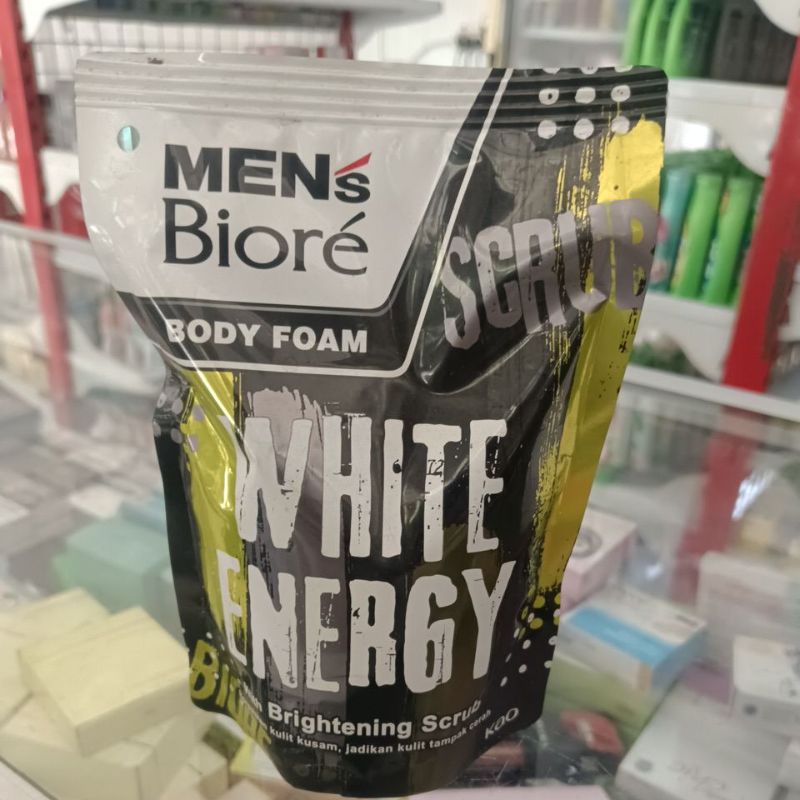 MEN's
Bioré
BODY FOAM
SCRUB
WHITE
ENERGY
Brightening Scrub
kulit kusam, jadikan kulit tampak cerah
KAO